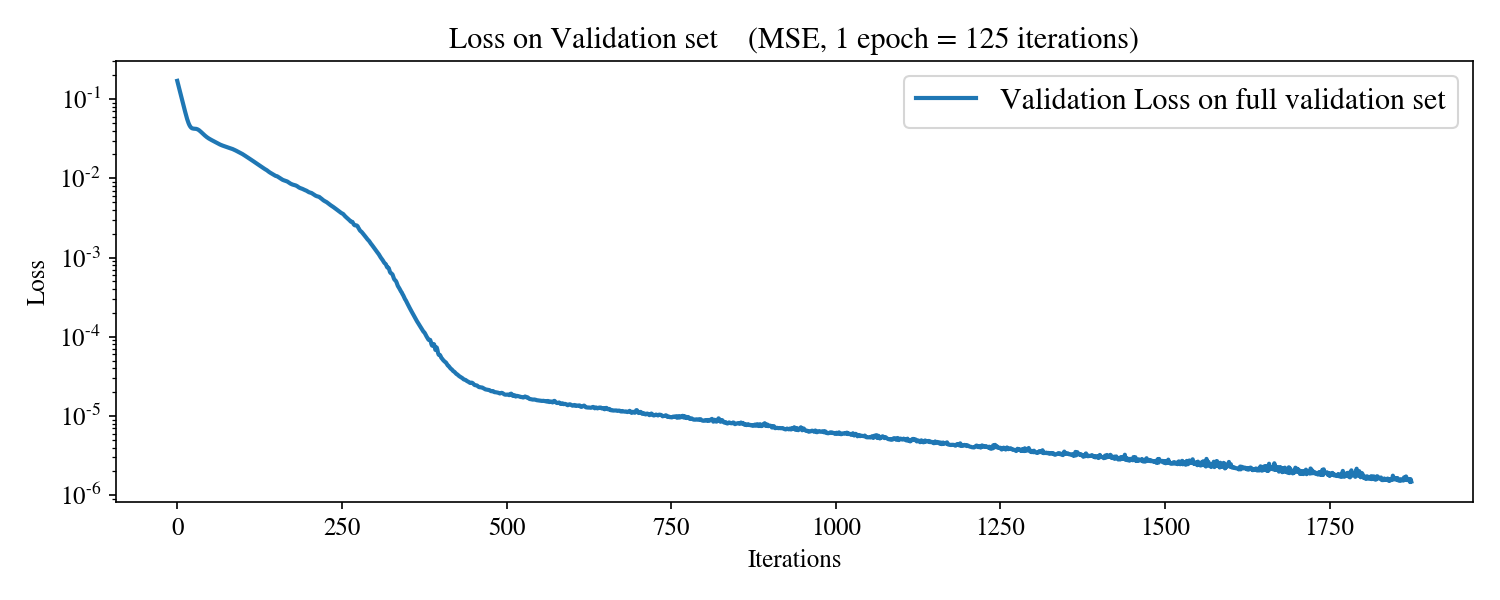 Loss on Validation set (MSE, 1 epoch = 125 iterations)
Validation Loss on full validation set
10⁻¹
10⁻²
10⁻³
10⁻⁴
10⁻⁵
10⁻⁶
Loss
0 250 500 750 1000 1250 1500 1750
Iterations